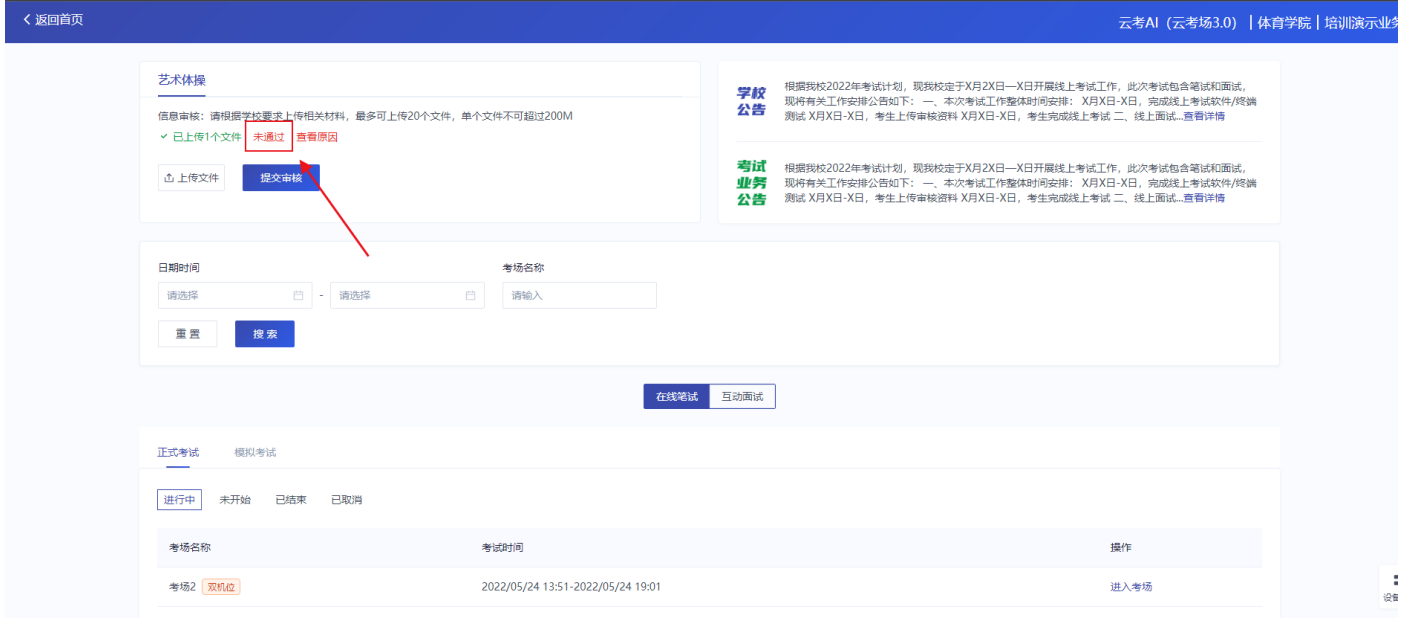 返回首页
云考AI（云考场3.0）｜体育学院｜培训演示业
艺术体操
信息审核：请根据学校要求上传相关材料，最多可上传20个文件，单个文件不可超过200M
已上传1个文件 未通过 查看原因
上传文件 提交审核
学校公告
根据我校2022年考试计划，现我校定于X月2X日—X日开展线上考试工作，此次考试包含笔试和面试，
现将有关工作安排公告如下： 一、本次考试工作整体时间安排： X月X日-X日，完成线上考试软件/终端
测试 X月X日-X日，考生上传审核资料 X月X日-X日，考生完成线上考试 二、线上面试...查看详情
考试业务公告
根据我校2022年考试计划，现我校定于X月2X日—X日开展线上考试工作，此次考试包含笔试和面试，
现将有关工作安排公告如下： 一、本次考试工作整体时间安排： X月X日-X日，完成线上考试软件/终端
测试 X月X日-X日，考生上传审核资料 X月X日-X日，考生完成线上考试 二、线上面试...查看详情
日期时间 考场名称
请选择 - 请选择 请输入
重置 搜索
在线笔试 互动面试
正式考试 模拟考试
进行中 未开始 已结束 已取消
考场名称 考试时间 操作
考场2 双机位 2022/05/24 13:51-2022/05/24 19:01 进入考场
设